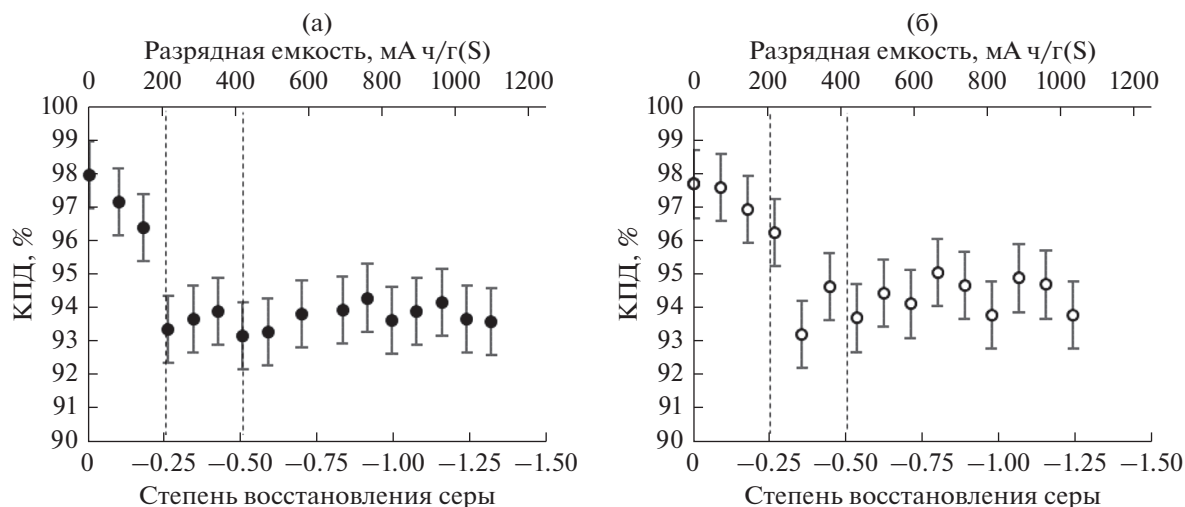 (а)
Разрядная емкость, мА ч/г(S)
0 200 400 600 800 1000 1200
100
99
98
97
96
95
94
93
92
91
90
КПД, %
0 −0.25 −0.50 −0.75 −1.00 −1.25 −1.50
Степень восстановления серы
(б)
Разрядная емкость, мА ч/г(S)
0 200 400 600 800 1000 1200
100
99
98
97
96
95
94
93
92
91
90
КПД, %
0 −0.25 −0.50 −0.75 −1.00 −1.25 −1.50
Степень восстановления серы